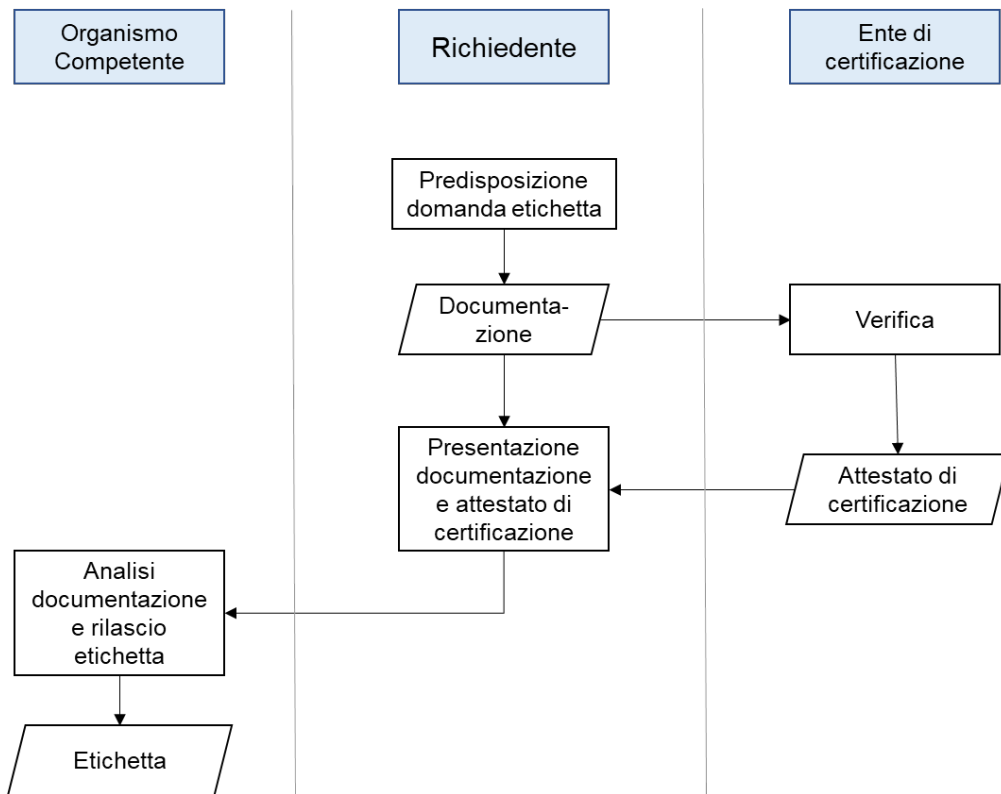 Organismo
Competente
Richiedente
Ente di
certificazione
Predisposizione
domanda etichetta
Documenta-
zione
Verifica
Presentazione
documentazione
e attestato di
certificazione
Attestato di
certificazione
Analisi
documentazione
e rilascio
etichetta
Etichetta